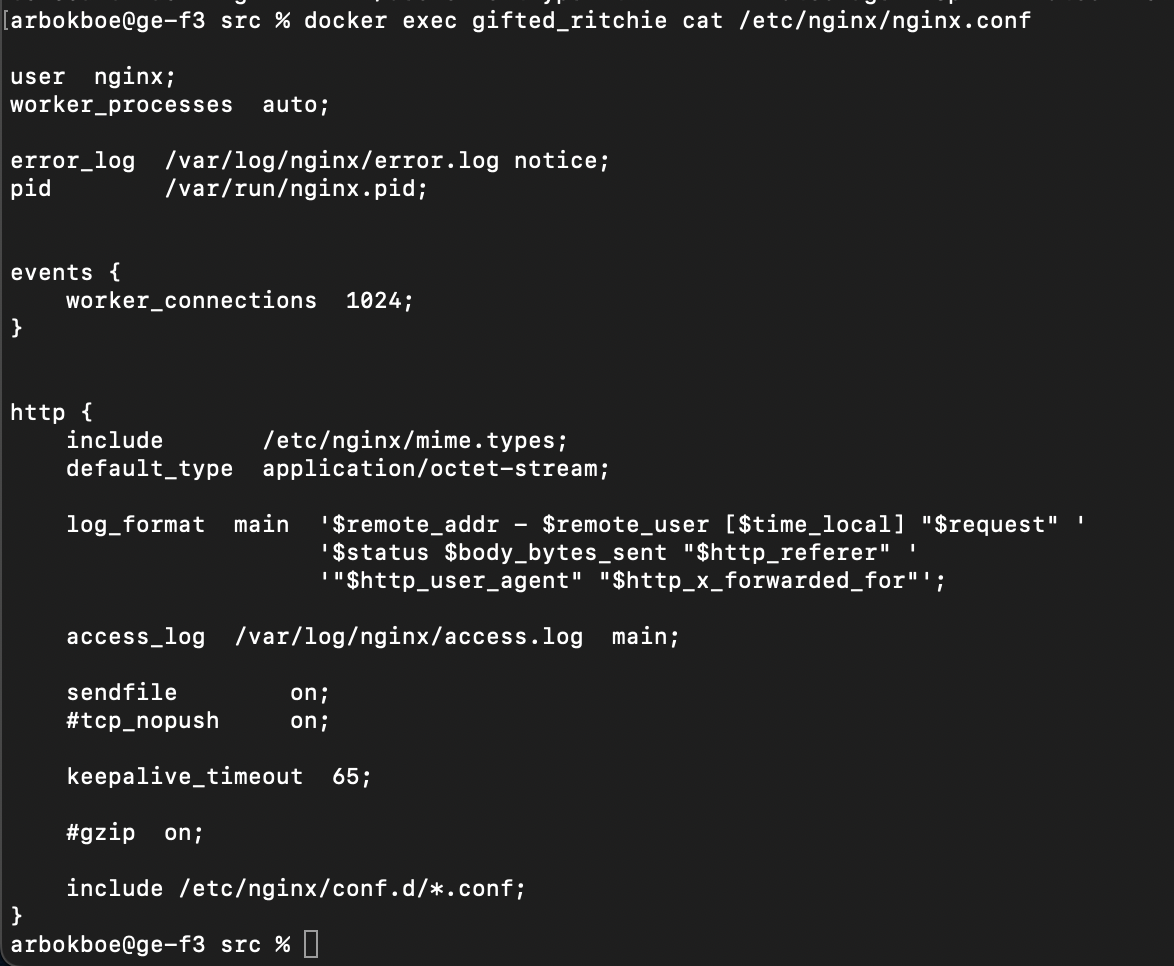 [arbokboe@ge-f3 src % docker exec gifted_ritchie cat /etc/nginx/nginx.conf
user  nginx;
worker_processes  auto;
error_log  /var/log/nginx/error.log notice;
pid        /var/run/nginx.pid;
events {
    worker_connections  1024;
}
http {
    include       /etc/nginx/mime.types;
    default_type  application/octet-stream;
    log_format  main  '$remote_addr - $remote_user [$time_local] "$request" '
                      '$status $body_bytes_sent "$http_referer" '
                      '"$http_user_agent" "$http_x_forwarded_for"';
    access_log  /var/log/nginx/access.log  main;
    sendfile        on;
    #tcp_nopush     on;
    keepalive_timeout  65;
    #gzip  on;
    include /etc/nginx/conf.d/*.conf;
}
arbokboe@ge-f3 src %